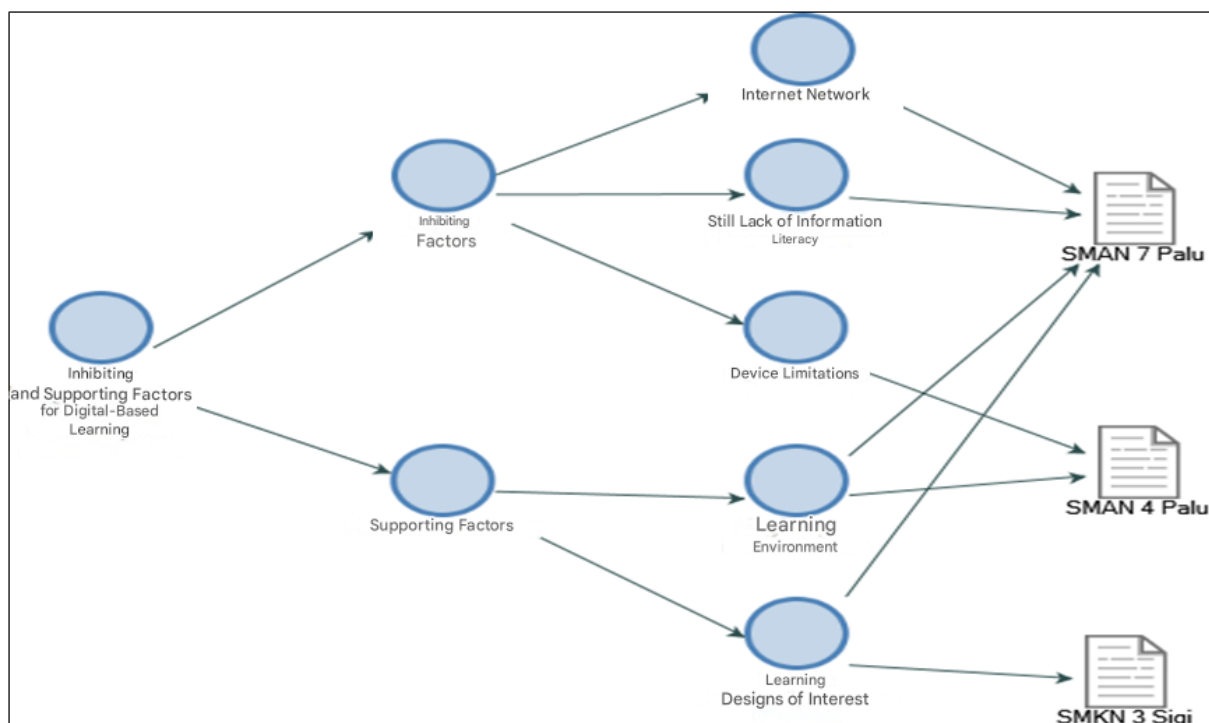 Internet Network
Inhibiting
Factors
Still Lack of Information
Literacy
SMAN 7 Palu
Inhibiting
and Supporting Factors
for Digital-Based
Learning
Device Limitations
Supporting Factors
Learning
Environment
SMAN 4 Palu
Learning
Designs of Interest
SMKN 3 Sigi